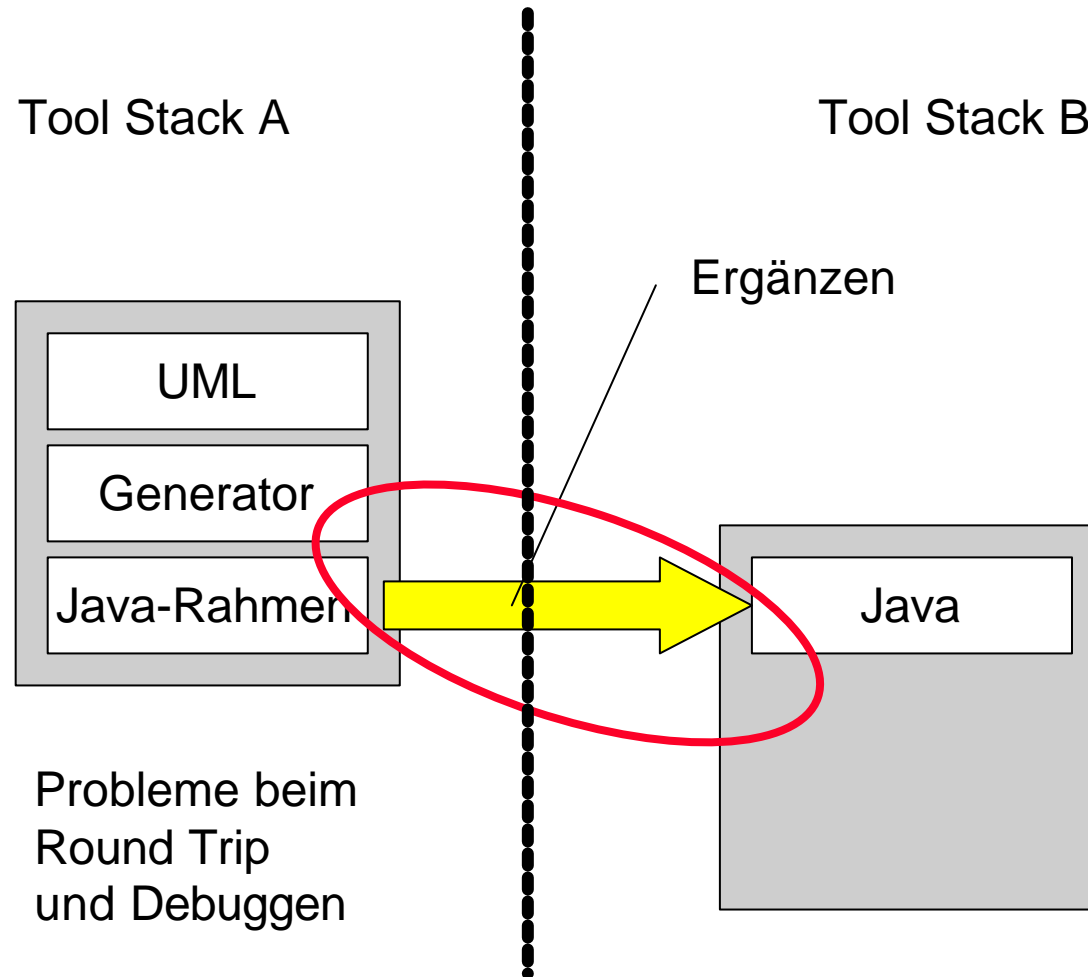 Tool Stack A
Tool Stack B
Ergänzen
UML
Generator
Java-Rahmen
Java
Probleme beim
Round Trip
und Debuggen